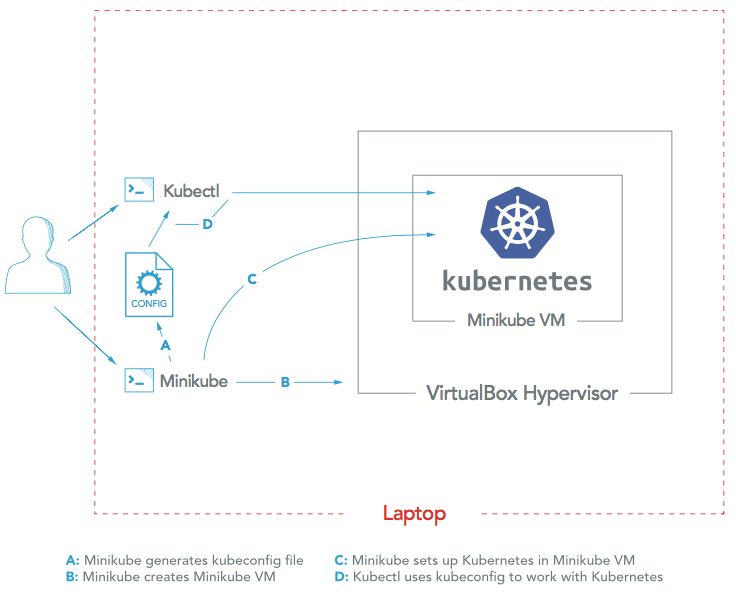 Kubectl
D
CONFIG
C
kubernetes
Minikube VM
A
Minikube
B
VirtualBox Hypervisor
Laptop
A: Minikube generates kubeconfig file
B: Minikube creates Minikube VM
C: Minikube sets up Kubernetes in Minikube VM
D: Kubectl uses kubeconfig to work with Kubernetes